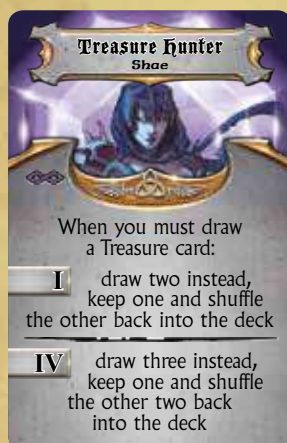 Treasure Hunter
Shae
When you must draw
a Treasure card:
I draw two instead,
keep one and shuffle
the other back into the deck
IV draw three instead,
keep one and shuffle
the other two back
into the deck